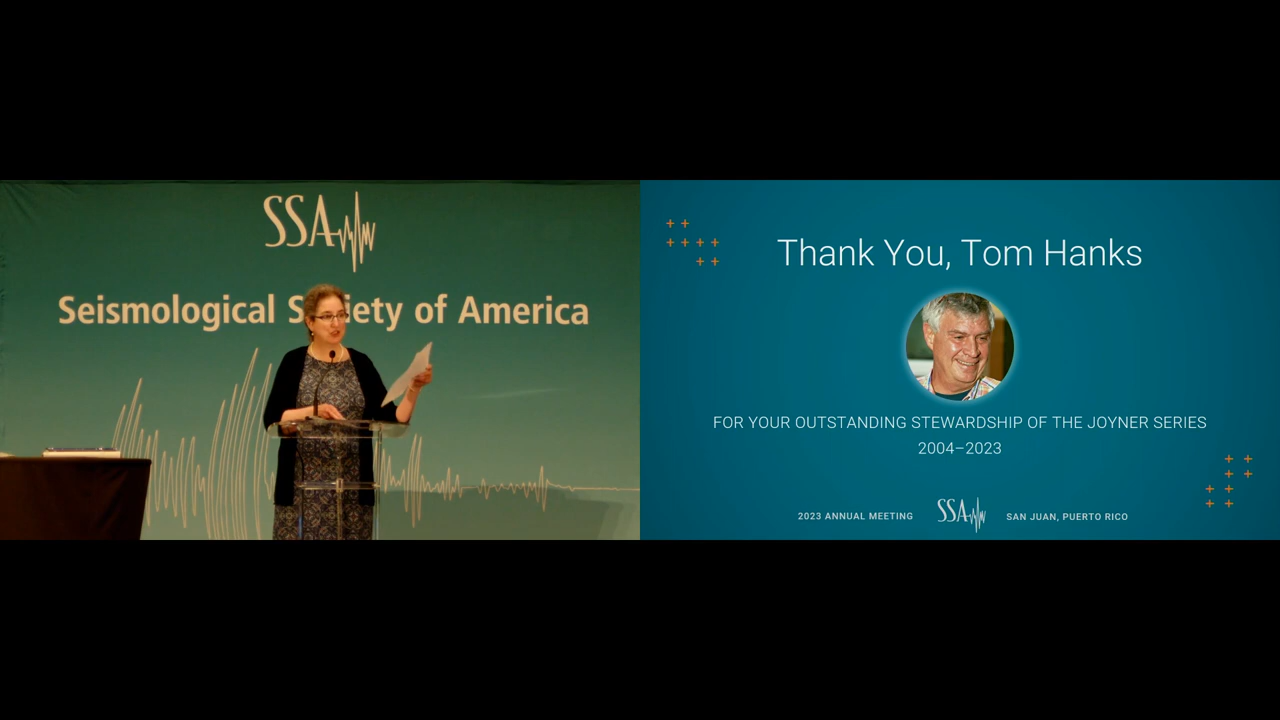 SSA
Seismological Society of America
Thank You, Tom Hanks
FOR YOUR OUTSTANDING STEWARDSHIP OF THE JOYNER SERIES
2004–2023
2023 ANNUAL MEETING SSA SAN JUAN, PUERTO RICO